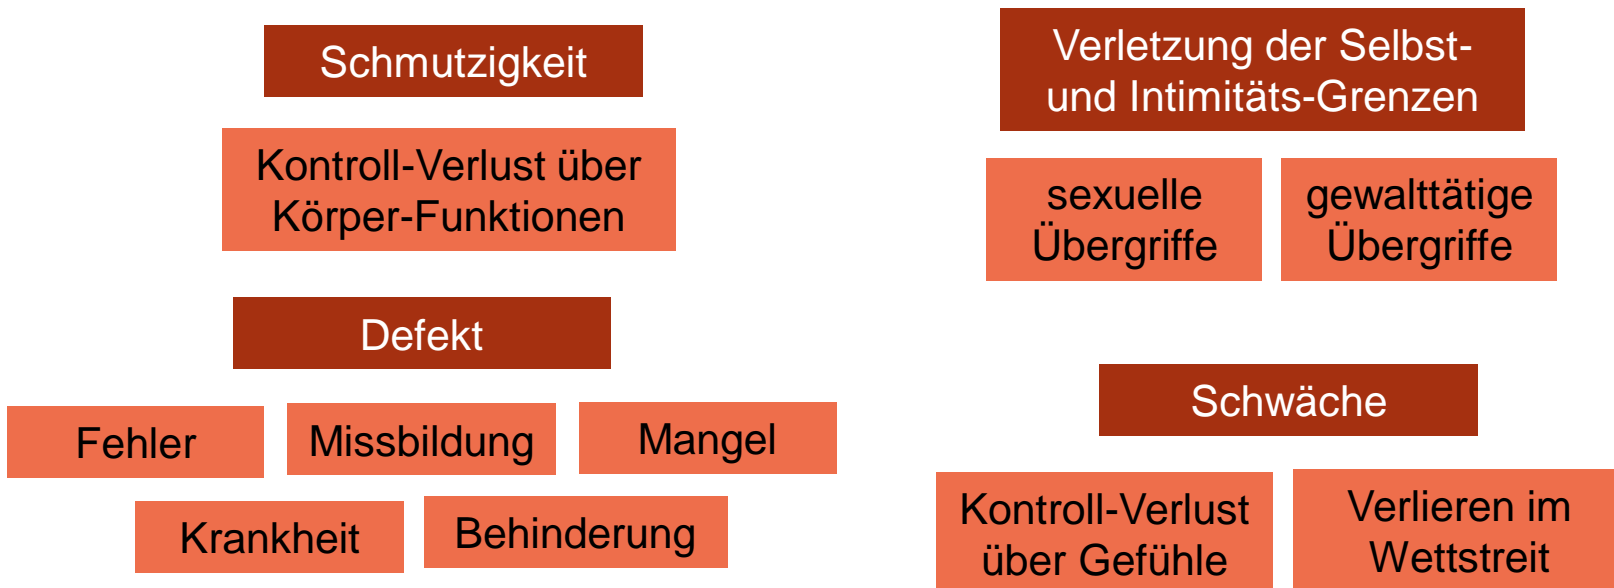 Schmutzigkeit
Kontroll-Verlust über
Körper-Funktionen
Defekt
Fehler
Missbildung
Mangel
Krankheit
Behinderung
Verletzung der Selbst-
und Intimitäts-Grenzen
sexuelle
Übergriffe
gewalttätige
Übergriffe
Schwäche
Kontroll-Verlust
über Gefühle
Verlieren im
Wettstreit